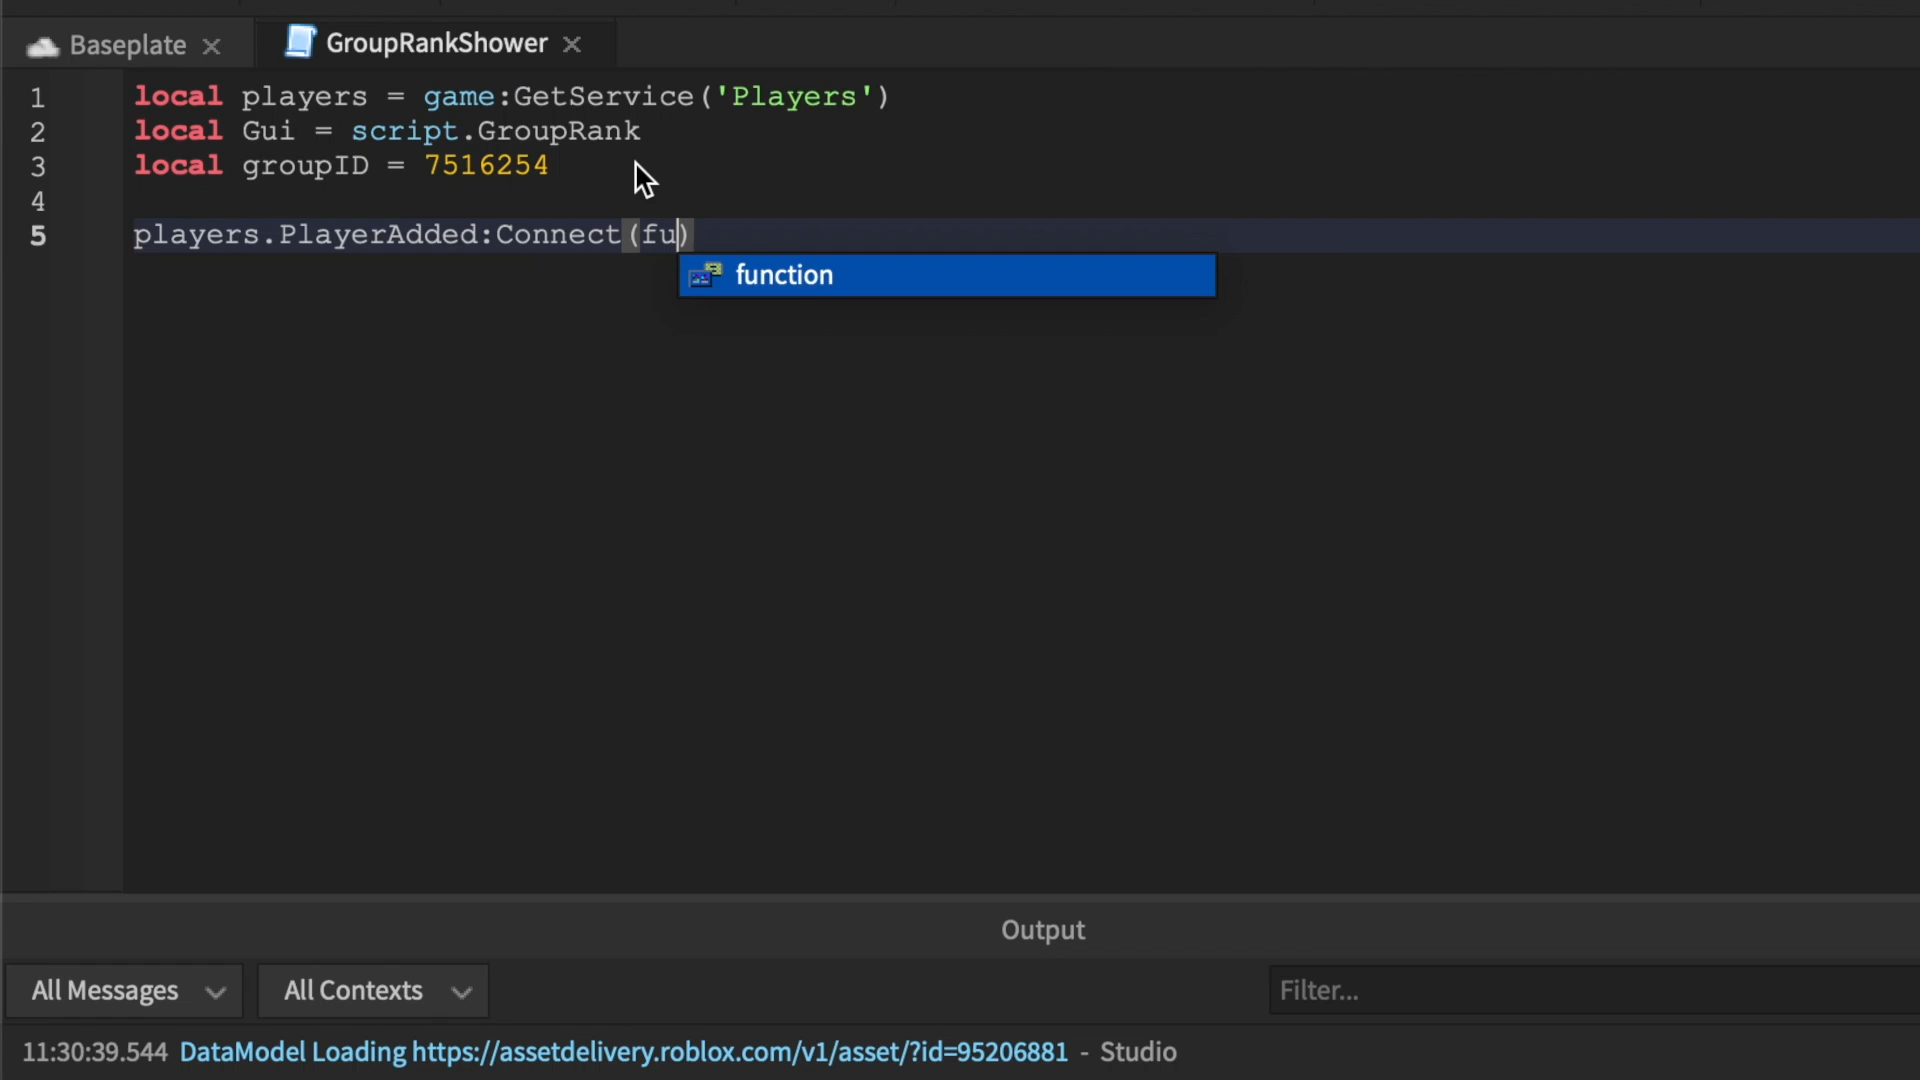 Baseplate
GroupRankShower
1 local players = game:GetService('Players')
2 local Gui = script.GroupRank
3 local groupID = 7516254
4
5 players.PlayerAdded:Connect(fu)
function
Output
All Messages
All Contexts
Filter...
11:30:39.544 DataModel Loading https://assetdelivery.roblox.com/v1/asset/?id=95206881 - Studio